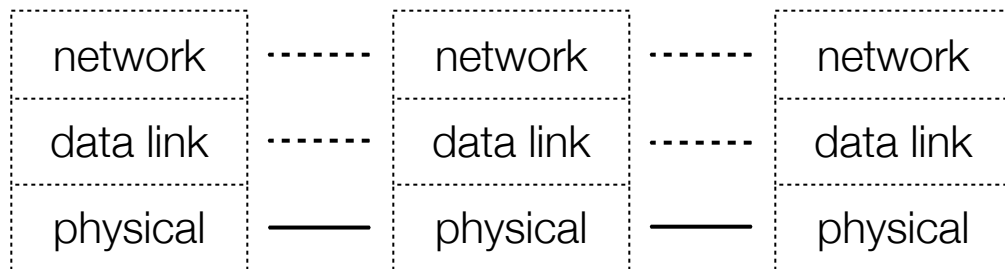 network network network
data link data link data link
physical physical physical